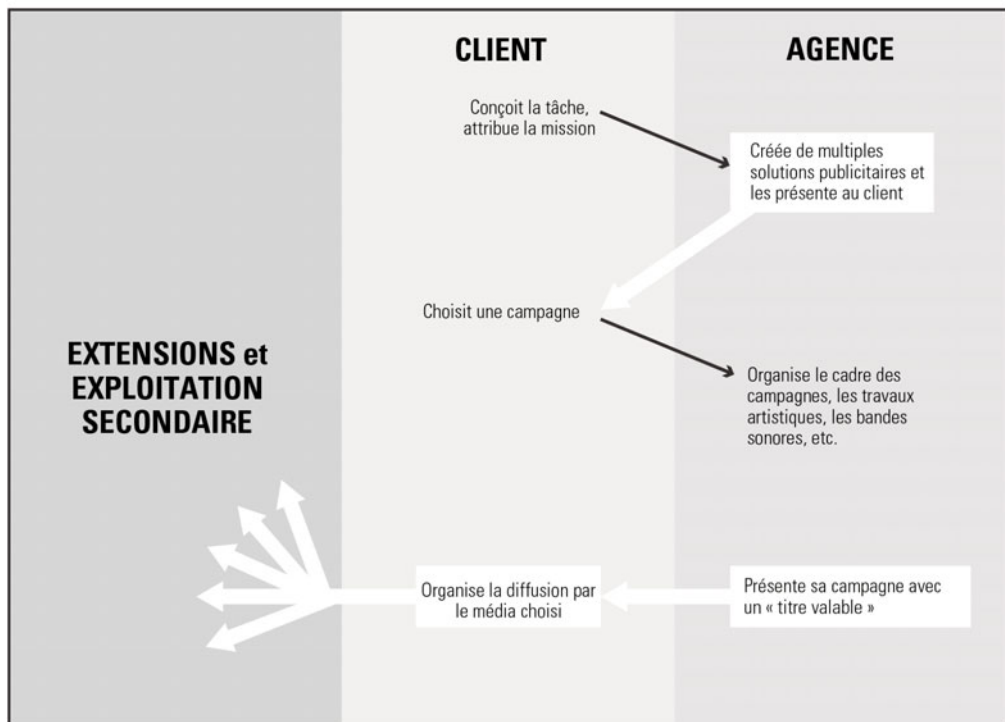 CLIENT
AGENCE
Conçoit la tâche,
attribue la mission
Créée de multiples
solutions publicitaires et
les présente au client
Choisit une campagne
EXTENSIONS et
EXPLOITATION
SECONDAIRE
Organise le cadre des
campagnes, les travaux
artistiques, les bandes
sonores, etc.
Organise la diffusion par
le média choisi
Présente sa campagne avec
un « titre valable »